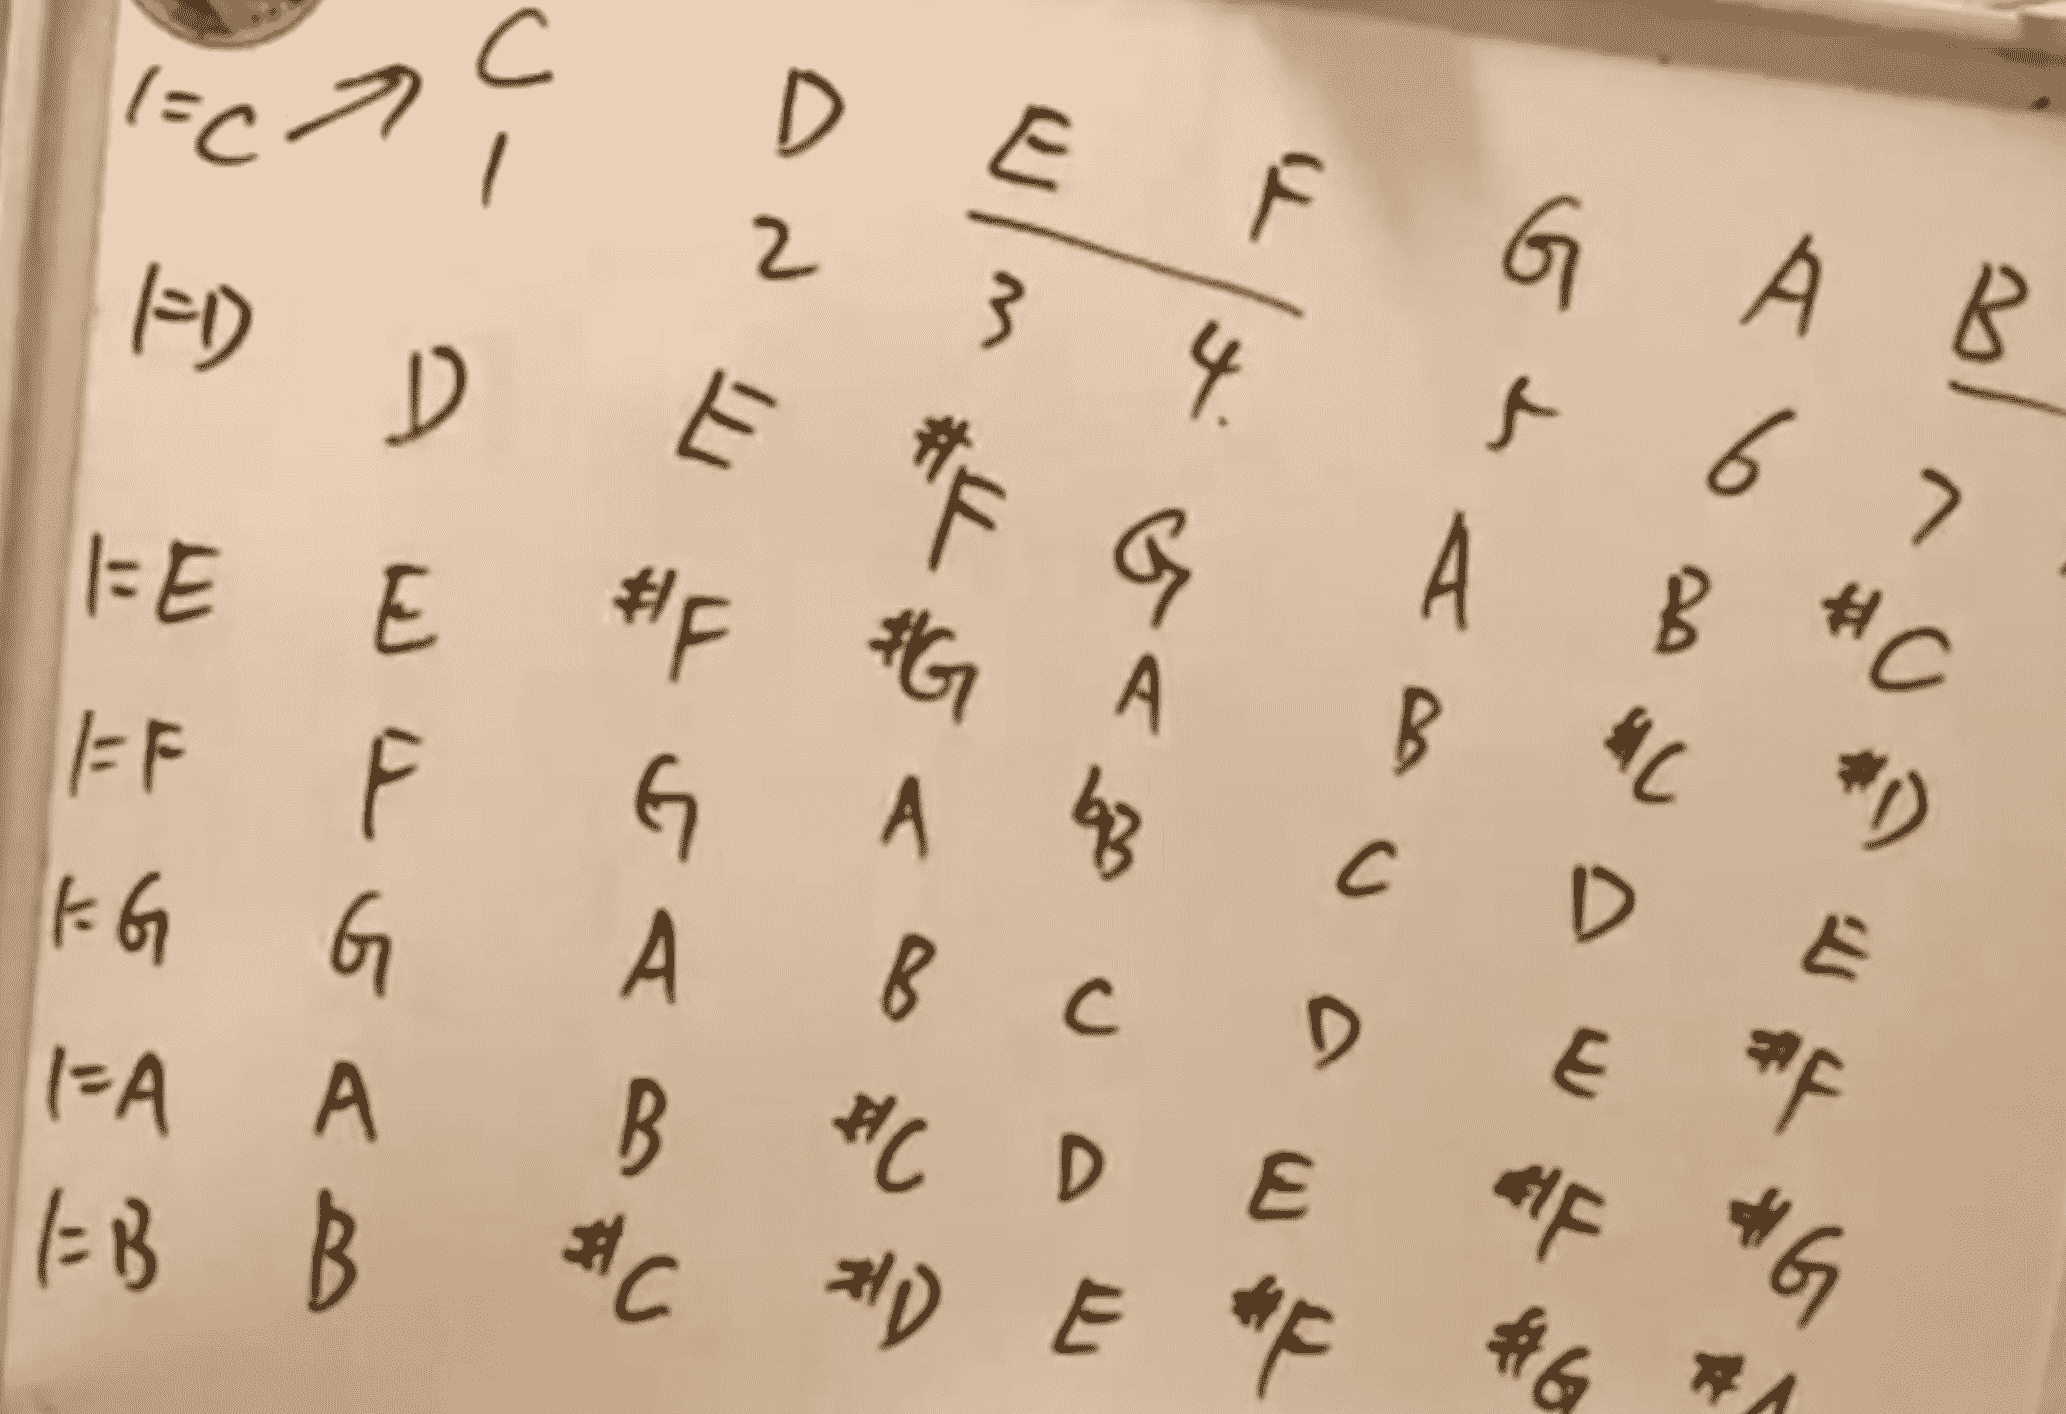 1=C → C D E F G A B
1 2 3 4 5 6 7
1=D D E #F G A B #C
1=E E #F #G A B #C #D
1=F F G A bB C D E
1=G G A B C D E #F
1=A A B #C D E #F #G
1=B B #C #D E #F #G #A